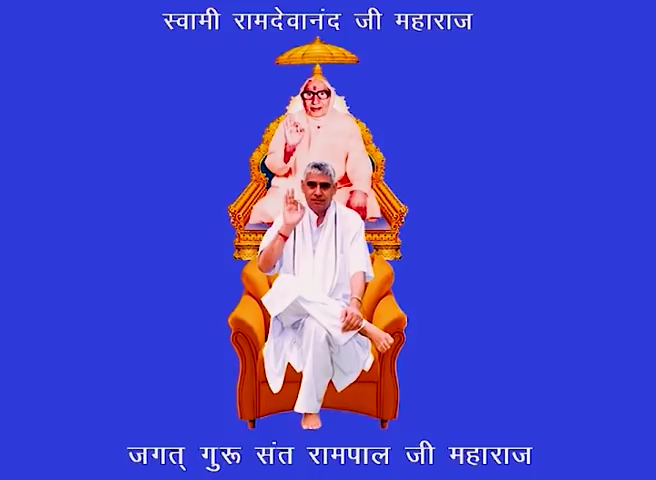 स्वामी रामदेवानंद जी महाराज
जगत् गुरू संत रामपाल जी महाराज